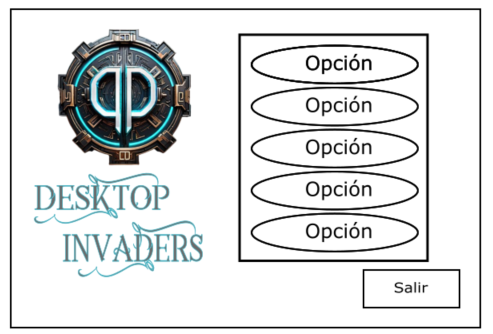 DESKTOP
INVADERS
Opción
Opción
Opción
Opción
Opción
Salir